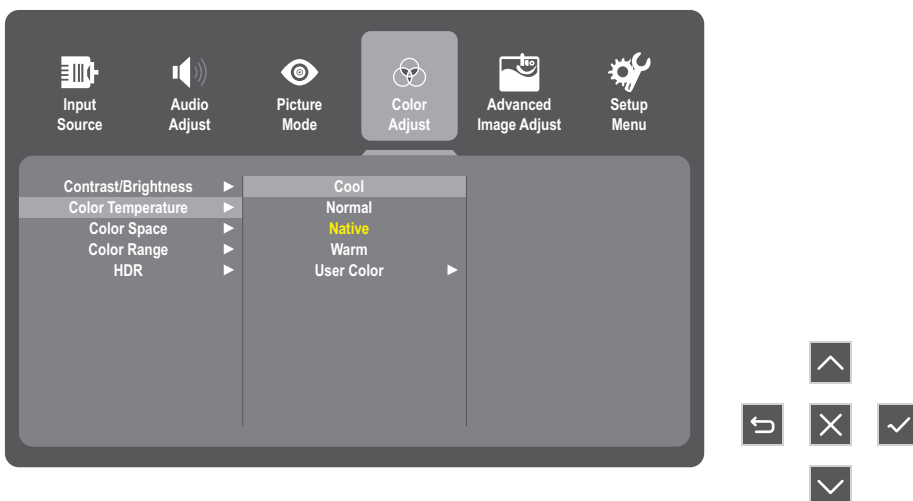 Input Source
Audio Adjust
Picture Mode
Color Adjust
Advanced Image Adjust
Setup Menu
Contrast/Brightness
Color Temperature
Color Space
Color Range
HDR
Cool
Normal
Native
Warm
User Color